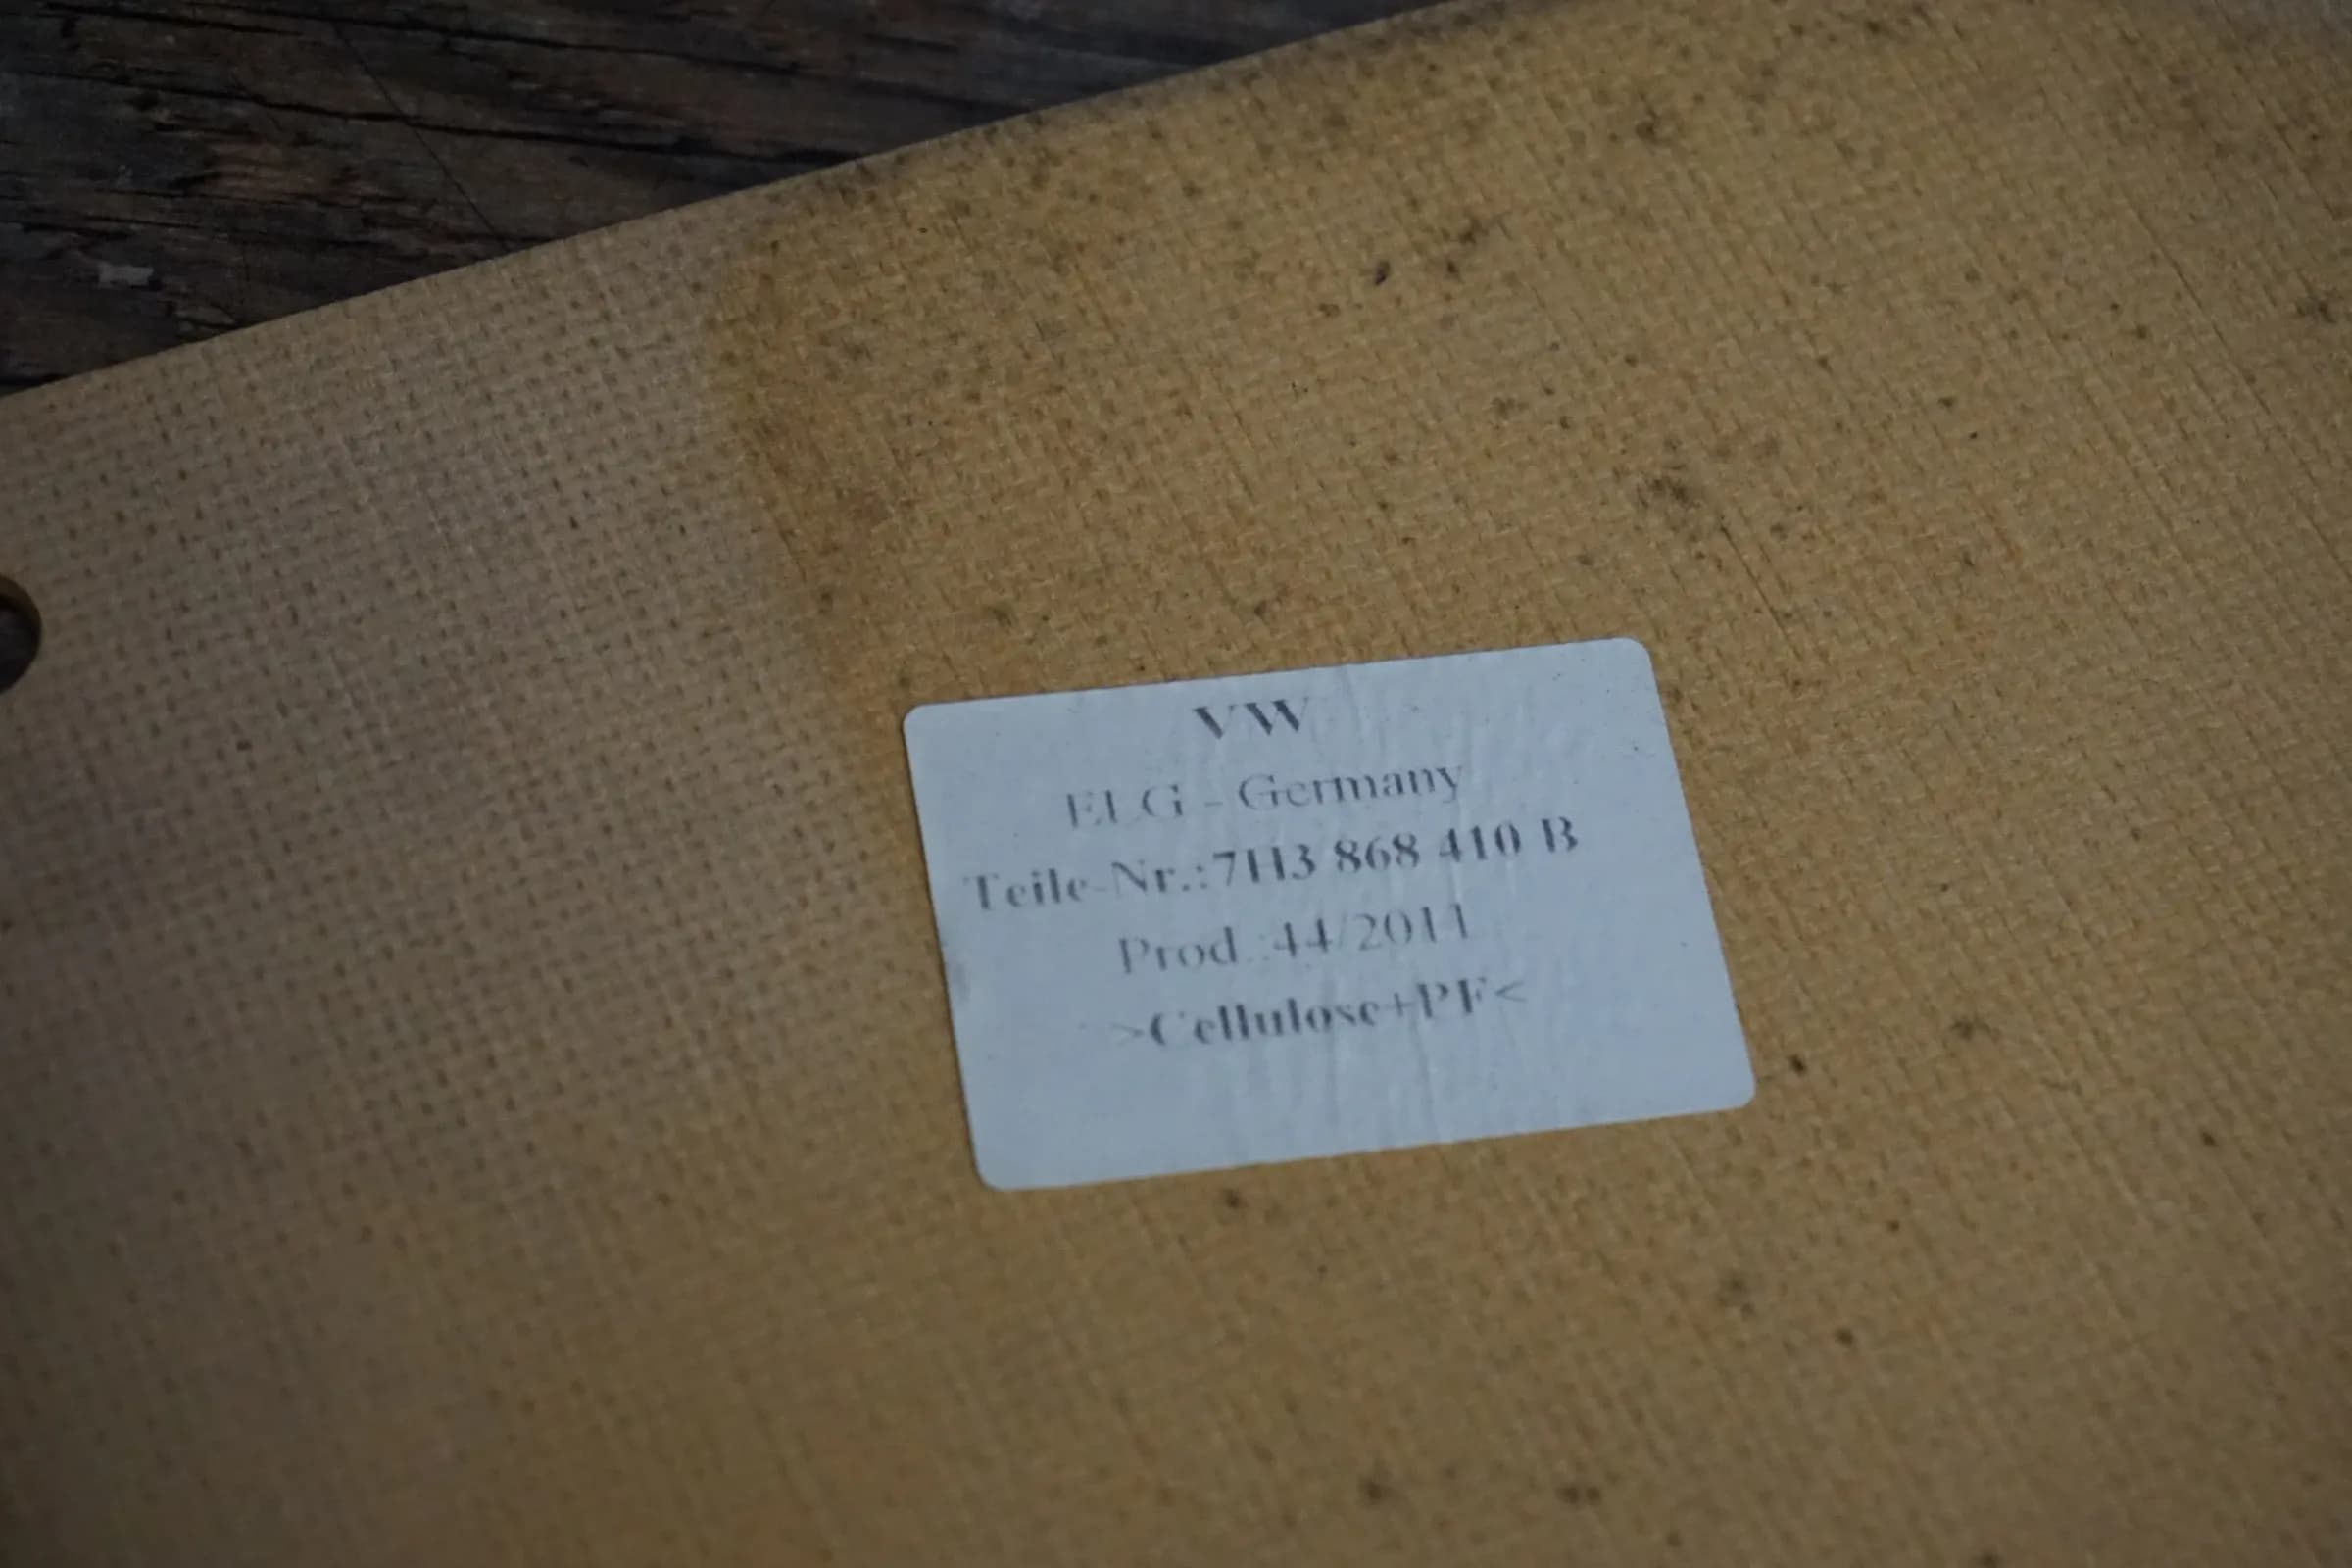 VW
ELG - Germany
Teile-Nr.:7H3 868 410 B
Prod.:44/2011
>Cellulose+PF<